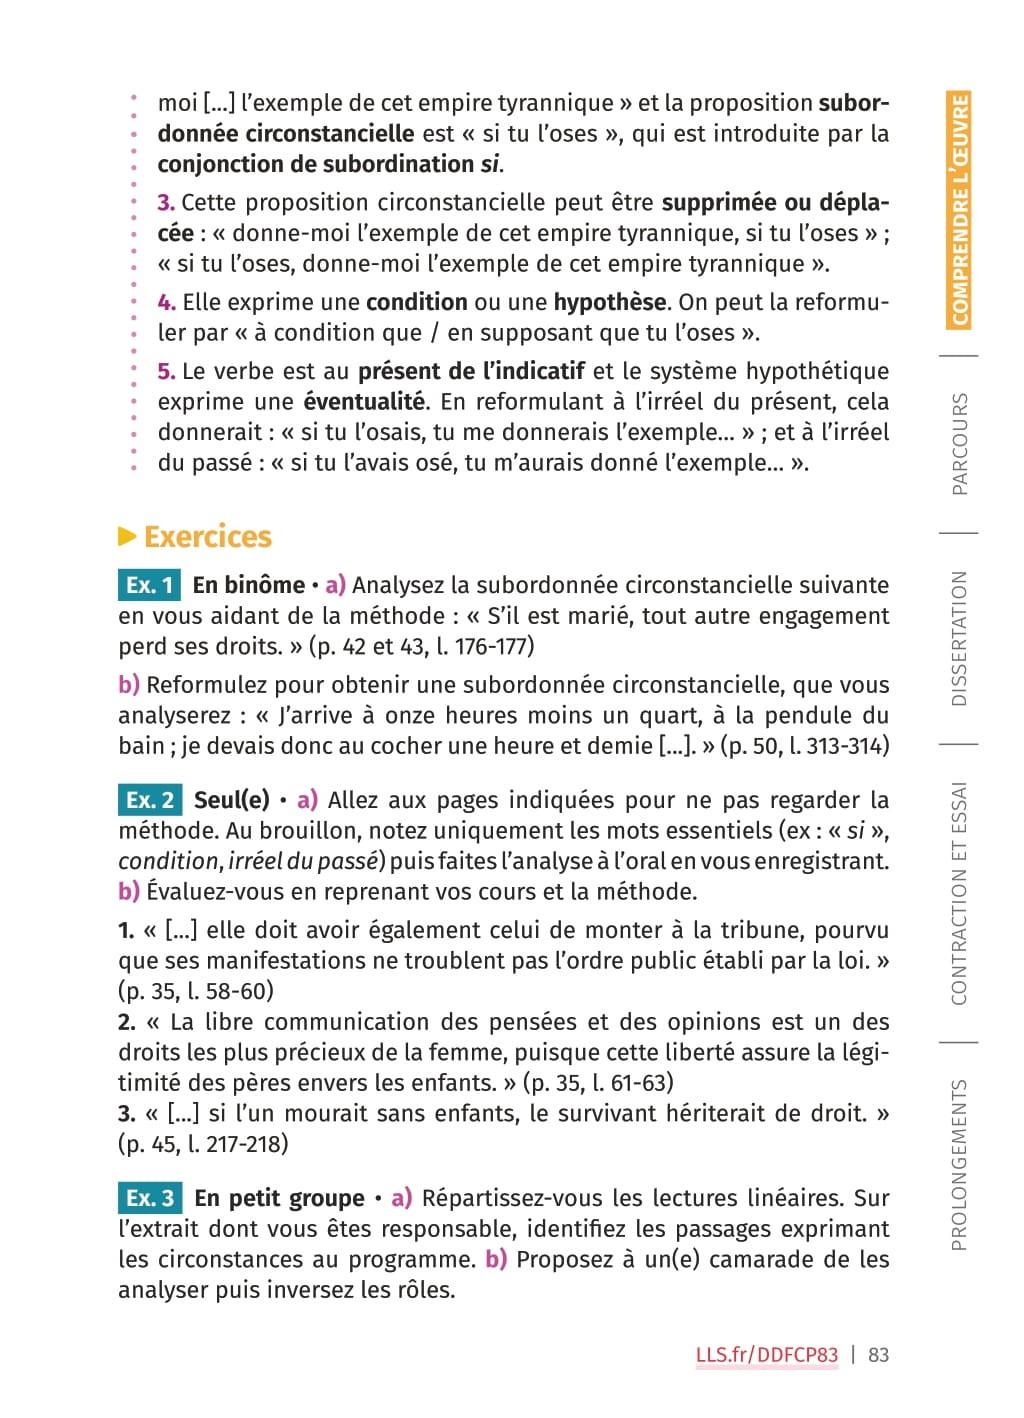 moi [...] l'exemple de cet empire tyrannique » et la proposition subor-
donnée circonstancielle est « si tu l'oses », qui est introduite par la
conjonction de subordination si.
3. Cette proposition circonstancielle peut être supprimée ou dépla-
cée : « donne-moi l'exemple de cet empire tyrannique, si tu l'oses » ;
« si tu l'oses, donne-moi l'exemple de cet empire tyrannique ».
4. Elle exprime une condition ou une hypothèse. On peut la reformu-
ler par « à condition que / en supposant que tu l'oses ».
5. Le verbe est au présent de l'indicatif et le système hypothétique
exprime une éventualité. En reformulant à l'irréel du présent, cela
donnerait : « si tu l'osais, tu me donnerais l'exemple... » ; et à l'irréel
du passé : « si tu l'avais osé, tu m'aurais donné l'exemple... ».
Exercices
Ex. 1 En binôme • a) Analysez la subordonnée circonstancielle suivante
en vous aidant de la méthode : « S'il est marié, tout autre engagement
perd ses droits. » (p. 42 et 43, l. 176-177)
b) Reformulez pour obtenir une subordonnée circonstancielle, que vous
analyserez : « J'arrive à onze heures moins un quart, à la pendule du
bain ; je devais donc au cocher une heure et demie [...]. » (p. 50, l. 313-314)
Ex. 2 Seul(e) • a) Allez aux pages indiquées pour ne pas regarder la
méthode. Au brouillon, notez uniquement les mots essentiels (ex : « si »,
condition, irréel du passé) puis faites l'analyse à l'oral en vous enregistrant.
b) Évaluez-vous en reprenant vos cours et la méthode.
1. « [...] elle doit avoir également celui de monter à la tribune, pourvu
que ses manifestations ne troublent pas l'ordre public établi par la loi. »
(p. 35, l. 58-60)
2. « La libre communication des pensées et des opinions est un des
droits les plus précieux de la femme, puisque cette liberté assure la légi-
timité des pères envers les enfants. » (p. 35, l. 61-63)
3. « [...] si l'un mourait sans enfants, le survivant hériterait de droit. »
(p. 45, l. 217-218)
Ex. 3 En petit groupe • a) Répartissez-vous les lectures linéaires. Sur
l'extrait dont vous êtes responsable, identifiez les passages exprimant
les circonstances au programme. b) Proposez à un(e) camarade de les
analyser puis inversez les rôles.
LLS.fr/DDFCP83 | 83
COMPRENDRE L'ŒUVRE
PARCOURS
DISSERTATION
CONTRACTION ET ESSAI
PROLONGEMENTS